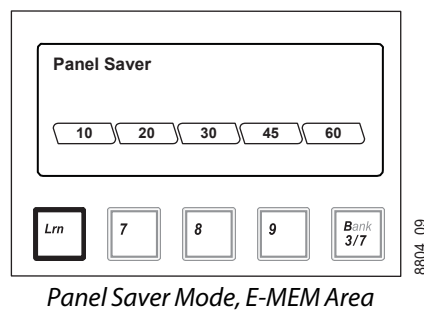 Panel Saver
10 20 30 45 60
Lrn 7 8 9 Bank
3/7
8804_09
Panel Saver Mode, E-MEM Area